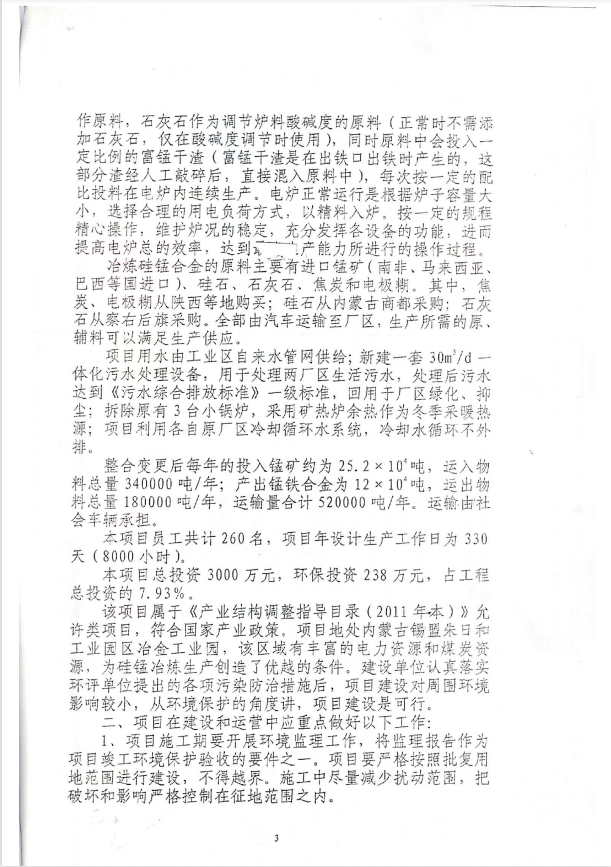 作原料，石灰石作为调节炉料酸碱度的原料（正常时不需添
加石灰石，仅在酸碱度调节时使用），同时原料中会投入一
定比例的富锰干渣（富锰干渣是在出铁口出铁时产生的，这
部分渣经人工敲碎后，直接混入原料中），每次按一定的配
比投料在电炉内连续生产。电炉正常运行是根据炉子容量大
小，选择合理的用电负荷方式，以精料入炉。按一定的规程
精心操作，维护炉况的稳定，充分发挥各设备的功能，进而
提高电炉总的效率，达到 产能力所进行的操作过程。
冶炼硅锰合金的原料主要有进口锰矿（南非、马来西亚、
巴西等国进口）、硅石、石灰石、焦炭和电极糊。其中，焦
炭、电极糊从陕西等地购买；硅石从内蒙古商都采购；石灰
石从察右后旗采购。全部由汽车运输至厂区，生产所需的原、
辅料可以满足生产供应。
项目用水由工业区自来水管网供给；新建一套 30m³/d 一
体化污水处理设备，用于处理两厂区生活污水，处理后污水
达到《污水综合排放标准》一级标准，回用于厂区绿化、抑
尘；拆除原有 3 台小锅炉，采用矿热炉余热作为冬季采暖热
源；项目利用各自原厂区冷却循环水系统，冷却水循环不外
排。
整合变更后每年的投入锰矿约为 25.2×10⁴吨，运入物
料总量 340000 吨/年；产出锰铁合金为 12×10⁴吨，运出物
料总量 180000 吨/年，运输量合计 520000 吨/年。运输由社
会车辆承担。
本项目员工共计 260 名，项目年设计生产工作日为 330
天（8000 小时）。
本项目总投资 3000 万元，环保投资 238 万元，占工程
总投资的 7.93%。
该项目属于《产业结构调整指导目录（2011 年本）》允
许类项目，符合国家产业政策。项目地处内蒙古锡盟朱日和
工业园区冶金工业园，该区域有丰富的电力资源和煤炭资
源，为硅锰冶炼生产创造了优越的条件。建设单位认真落实
环评单位提出的各项污染防治措施后，项目建设对周围环境
影响较小，从环境保护的角度讲，项目建设是可行。
二、项目在建设和运营中应重点做好以下工作：
1、项目施工期要开展环境监理工作，将监理报告作为
项目竣工环境保护验收的要件之一。项目要严格按照批复用
地范围进行建设，不得越界。施工中尽量减少扰动范围，把
破坏和影响严格控制在征地范围之内。
3